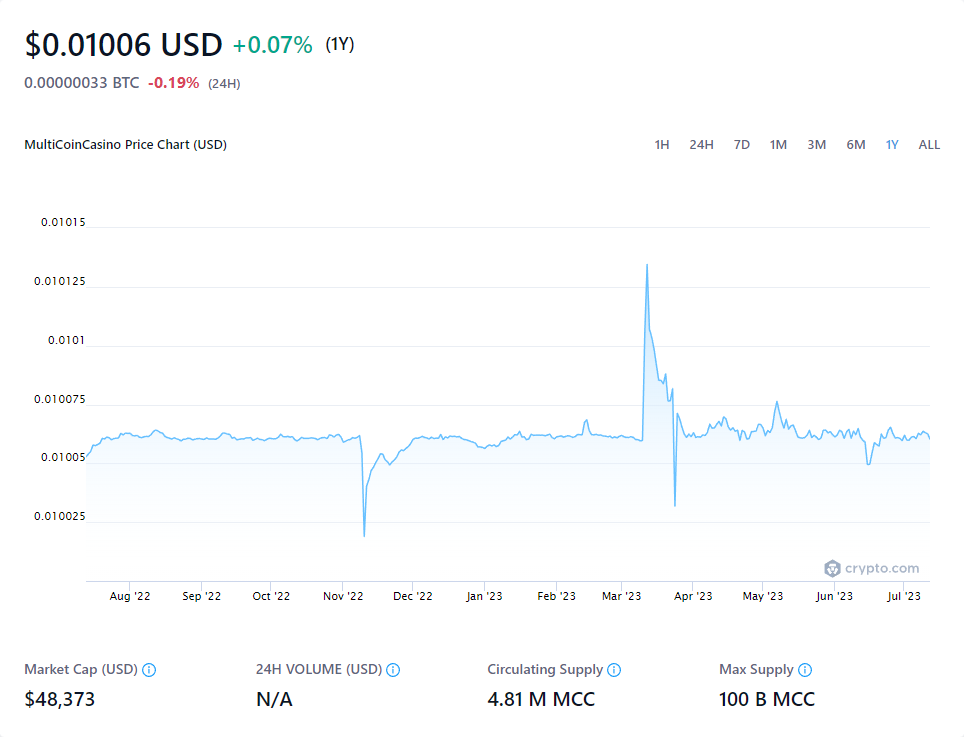 $0.01006 USD +0.07% (1Y)
0.00000033 BTC -0.19% (24H)
MultiCoinCasino Price Chart (USD) 1H 24H 7D 1M 3M 6M 1Y ALL
0.01015
0.010125
0.0101
0.010075
0.01005
0.010025
crypto.com
Aug '22 Sep '22 Oct '22 Nov '22 Dec '22 Jan '23 Feb '23 Mar '23 Apr '23 May '23 Jun '23 Jul '23
Market Cap (USD) 24H VOLUME (USD) Circulating Supply Max Supply
$48,373 N/A 4.81 M MCC 100 B MCC